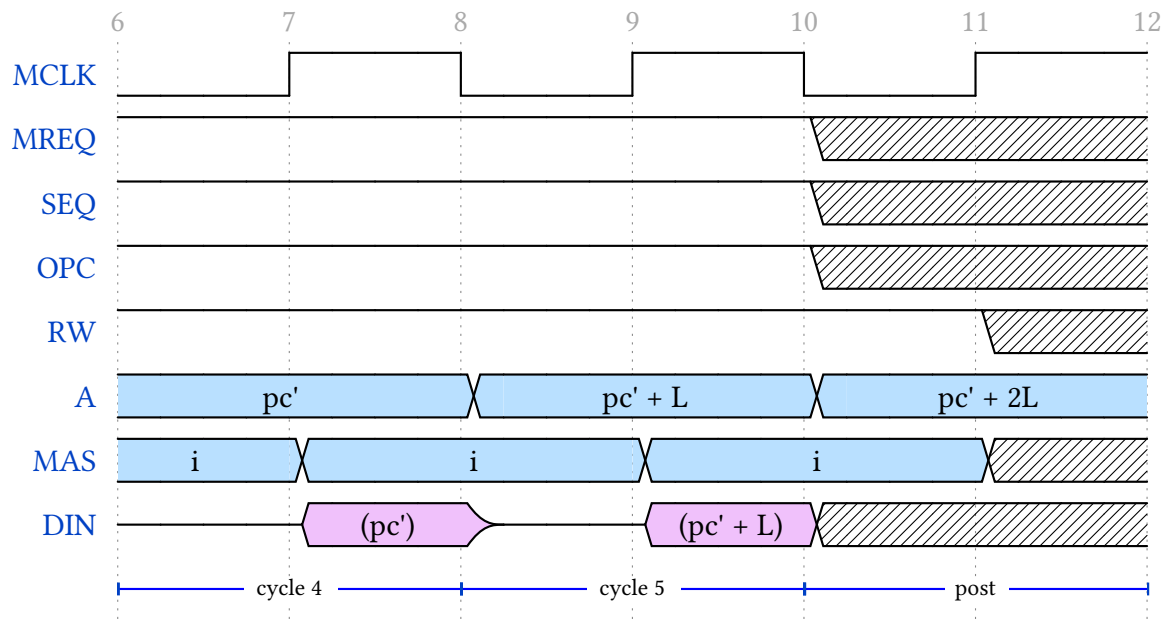 6 7 8 9 10 11 12
MCLK
MREQ
SEQ
OPC
RW
A pc' pc' + L pc' + 2L
MAS i i i
DIN (pc') (pc' + L)
cycle 4 cycle 5 post